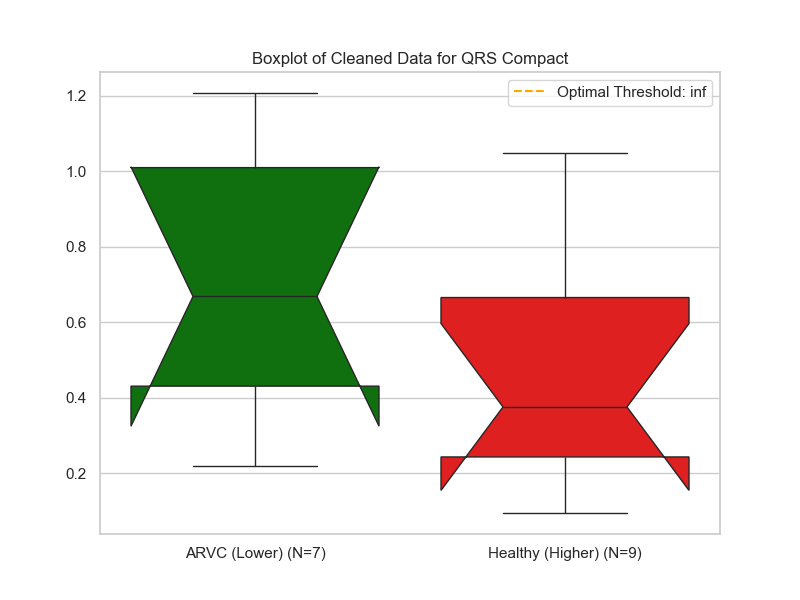 Boxplot of Cleaned Data for QRS Compact
Optimal Threshold: inf
1.2
1.0
0.8
0.6
0.4
0.2
ARVC (Lower) (N=7)
Healthy (Higher) (N=9)